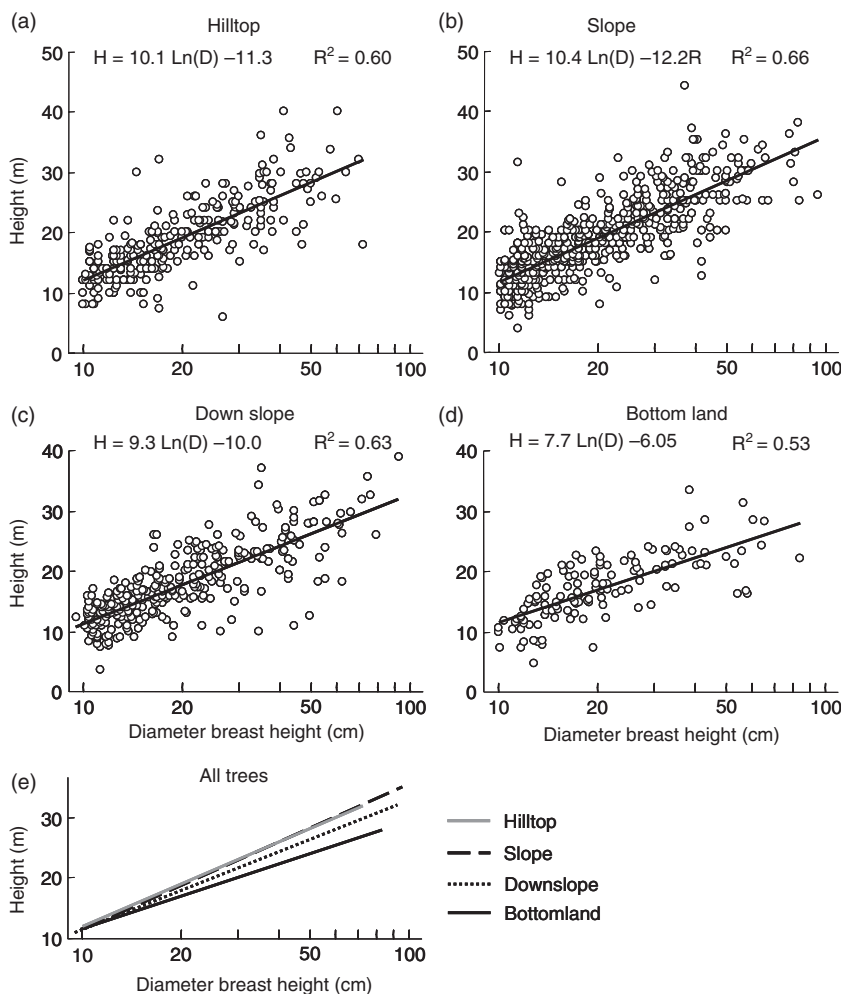 (a) Hilltop
H = 10.1 Ln(D) –11.3 R² = 0.60
50
40
30
20
10
0
Height (m)
10 20 50 100
(b) Slope
H = 10.4 Ln(D) –12.2R R² = 0.66
50
40
30
20
10
0
10 20 50 100
(c) Down slope
H = 9.3 Ln(D) –10.0 R² = 0.63
40
30
20
10
0
Height (m)
10 20 50 100
Diameter breast height (cm)
(d) Bottom land
H = 7.7 Ln(D) –6.05 R² = 0.53
40
30
20
10
0
10 20 50 100
Diameter breast height (cm)
(e) All trees
30
20
10
Height (m)
10 20 50 100
Diameter breast height (cm)
Hilltop
Slope
Downslope
Bottomland